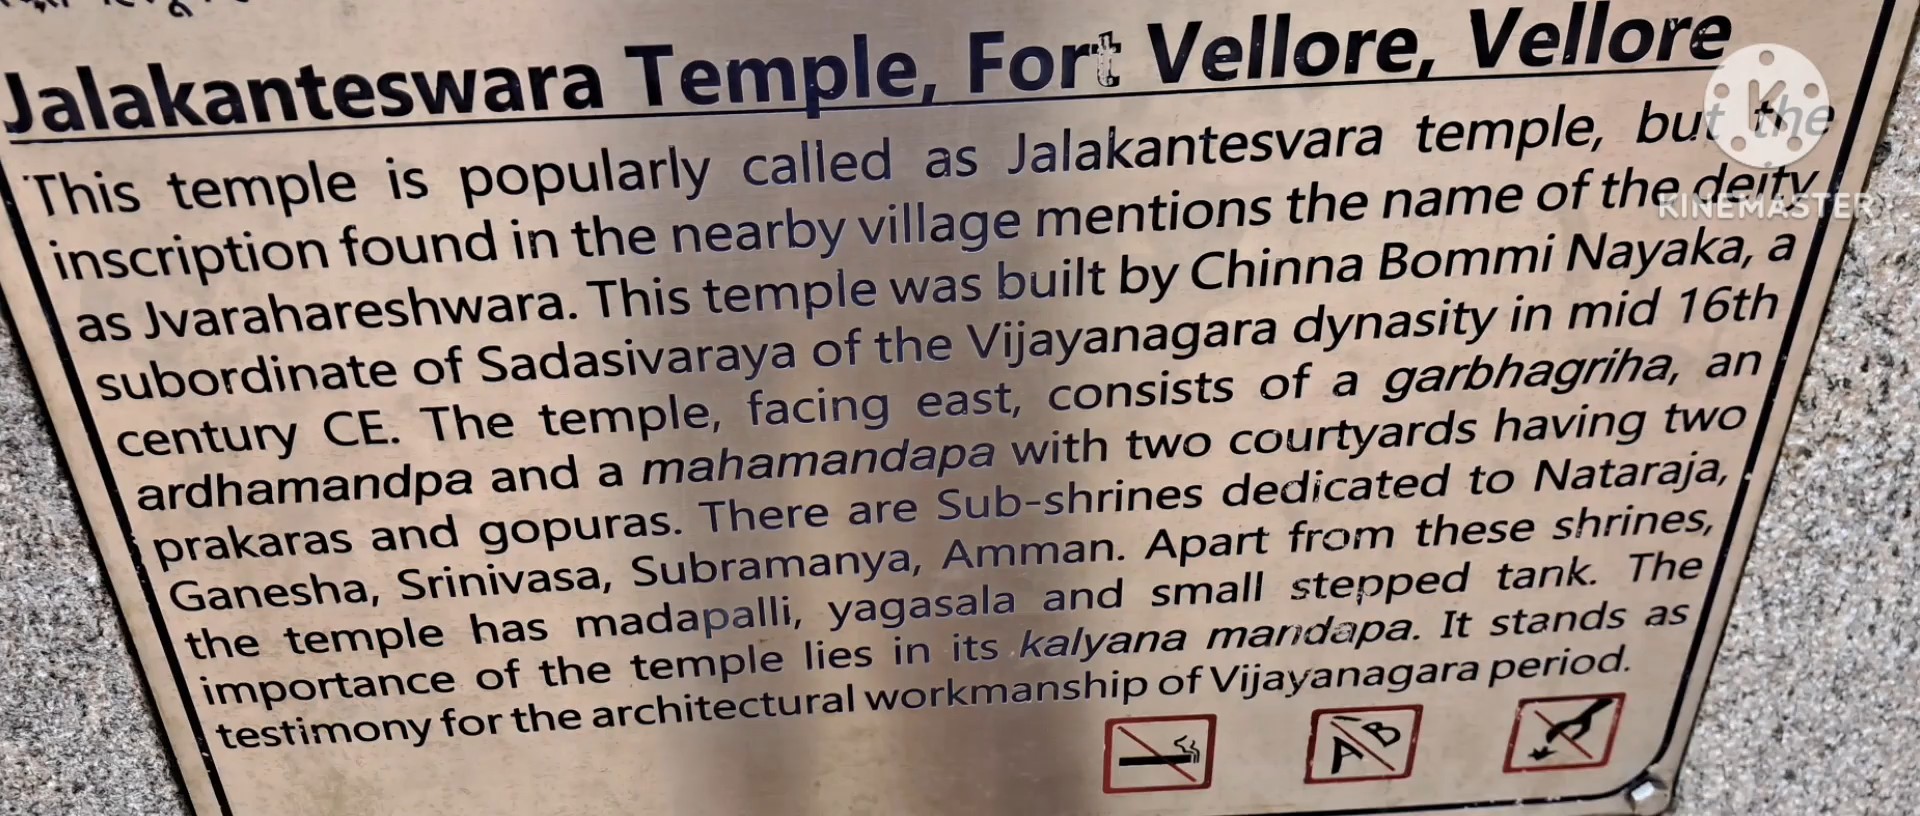 Jalakanteswara Temple, Fort Vellore, Vellore
This temple is popularly called as Jalakantesvara temple, but the
inscription found in the nearby village mentions the name of the deity
as Jvarahareshwara. This temple was built by Chinna Bommi Nayaka, a
subordinate of Sadasivaraya of the Vijayanagara dynasity in mid 16th
century CE. The temple, facing east, consists of a garbhagriha, an
ardhamandpa and a mahamandapa with two courtyards having two
prakaras and gopuras. There are Sub-shrines dedicated to Nataraja,
Ganesha, Srinivasa, Subramanya, Amman. Apart from these shrines,
the temple has madapalli, yagasala and small stepped tank. The
importance of the temple lies in its kalyana mandapa. It stands as
testimony for the architectural workmanship of Vijayanagara period.
A B
K
KINEMASTER